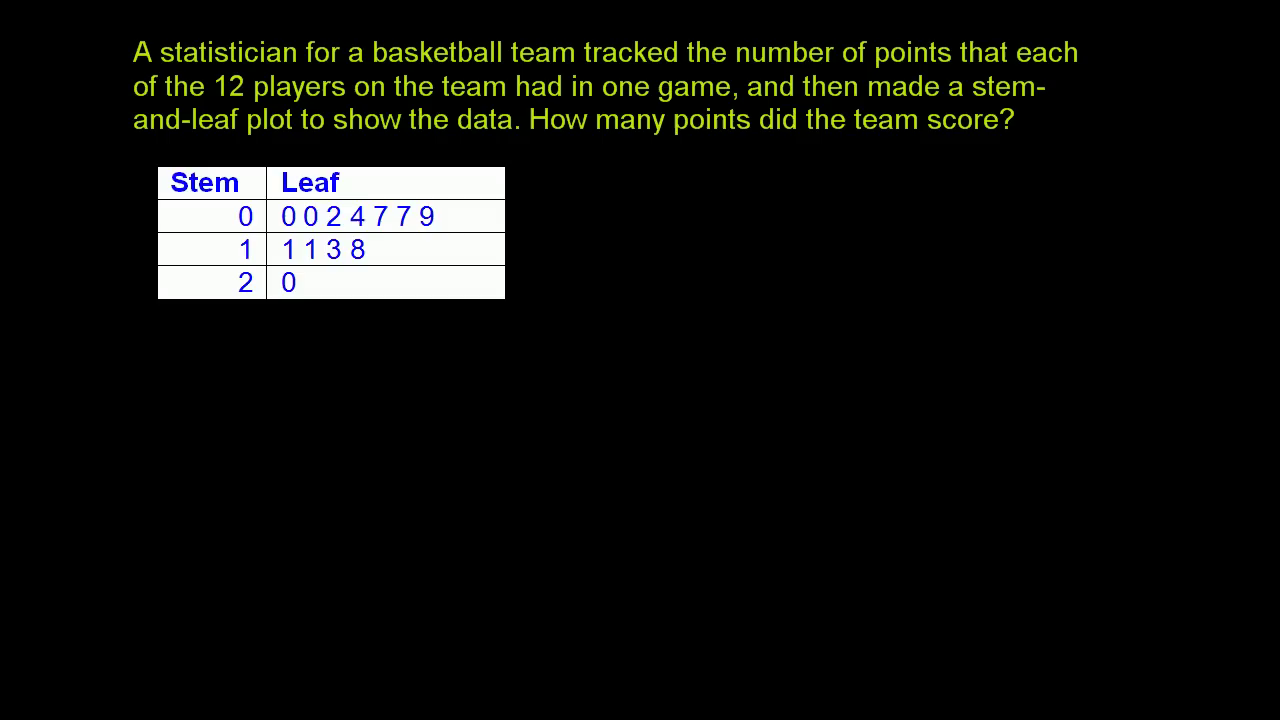 A statistician for a basketball team tracked the number of points that each
of the 12 players on the team had in one game, and then made a stem-
and-leaf plot to show the data. How many points did the team score?
Stem Leaf
0 0 0 2 4 7 7 9
1 1 1 3 8
2 0